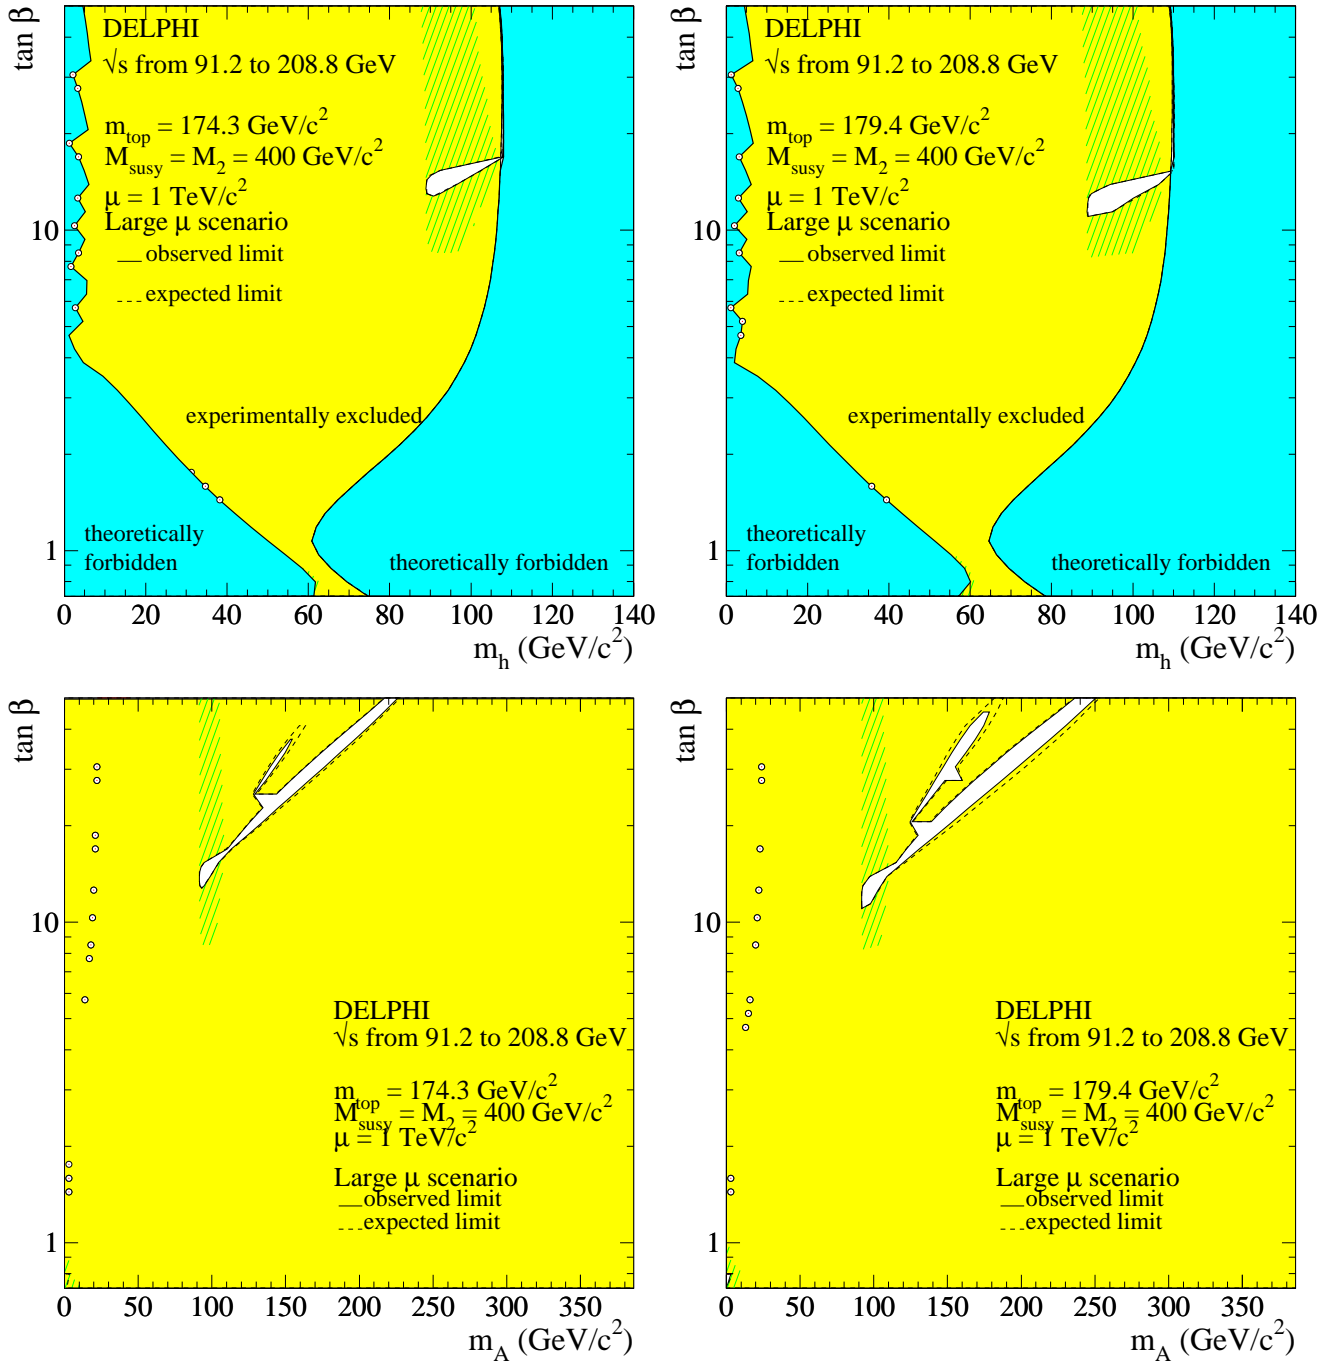 tan β
DELPHI
√s from 91.2 to 208.8 GeV
m_top = 174.3 GeV/c²
M_susy = M₂ = 400 GeV/c²
μ = 1 TeV/c²
Large μ scenario
observed limit
expected limit
10
1
experimentally excluded
theoretically
forbidden
theoretically forbidden
0 20 40 60 80 100 120 140
m_h (GeV/c²)
tan β
DELPHI
√s from 91.2 to 208.8 GeV
m_top = 179.4 GeV/c²
M_susy = M₂ = 400 GeV/c²
μ = 1 TeV/c²
Large μ scenario
observed limit
expected limit
10
1
experimentally excluded
theoretically
forbidden
theoretically forbidden
0 20 40 60 80 100 120 140
m_h (GeV/c²)
tan β
10
1
DELPHI
√s from 91.2 to 208.8 GeV
m_top = 174.3 GeV/c²
M_susy = M₂ = 400 GeV/c²
μ = 1 TeV/c²
Large μ scenario
observed limit
expected limit
0 50 100 150 200 250 300 350
m_A (GeV/c²)
tan β
10
1
DELPHI
√s from 91.2 to 208.8 GeV
m_top = 179.4 GeV/c²
M_susy = M₂ = 400 GeV/c²
μ = 1 TeV/c²
Large μ scenario
observed limit
expected limit
0 50 100 150 200 250 300 350
m_A (GeV/c²)